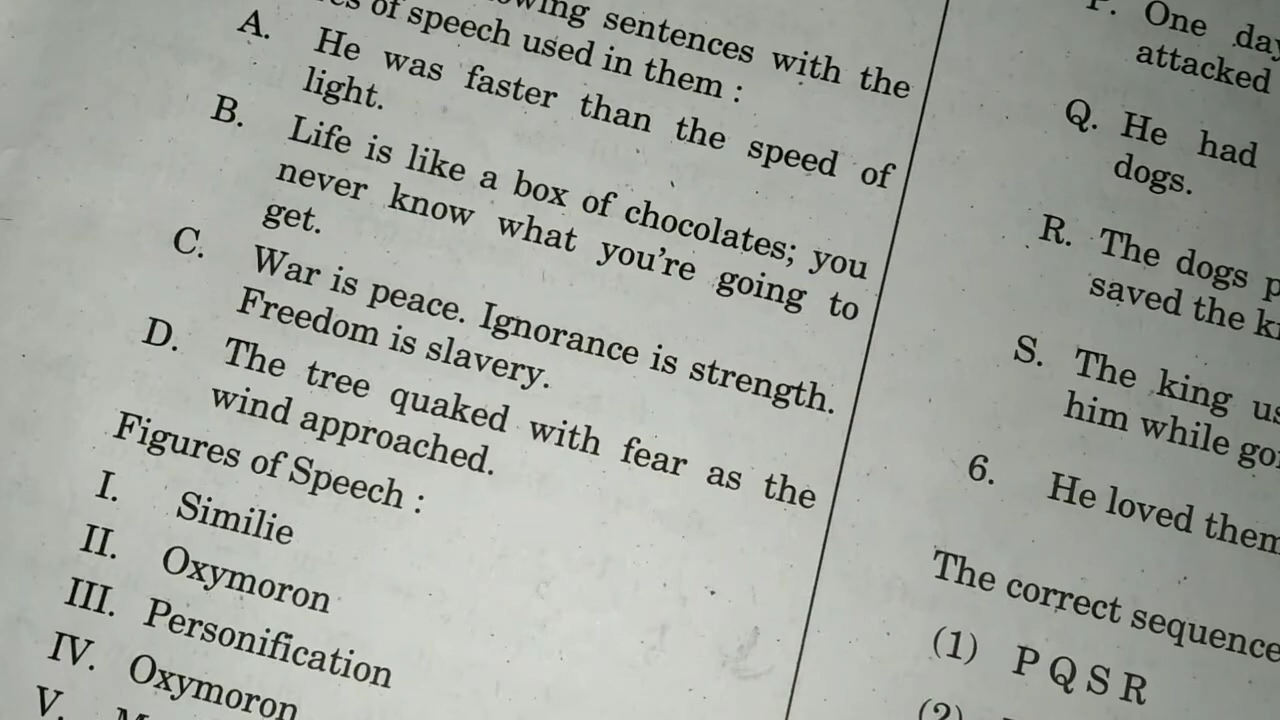 sentences with the
of speech used in them :
A. He was faster than the speed of
light.
B. Life is like a box of chocolates; you
never know what you're going to
get.
C. War is peace. Ignorance is strength.
Freedom is slavery.
D. The tree quaked with fear as the
wind approached.
Figures of Speech :
I. Similie
II. Oxymoron
III. Personification
IV. Oxymoron
V.
One day
attacked
Q. He had
dogs.
R. The dogs
saved the
S. The king
him while
6. He loved them
The correct sequence
(1) P Q S R
(2)